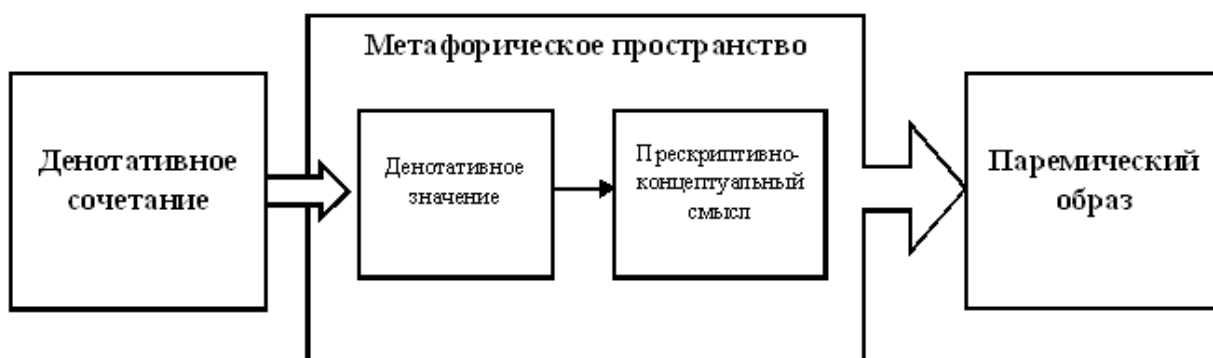 Метафорическое пространство
Денотативное
сочетание
Денотативное
значение
Прескриптивно-
концептуальный
смысл
Паремический
образ